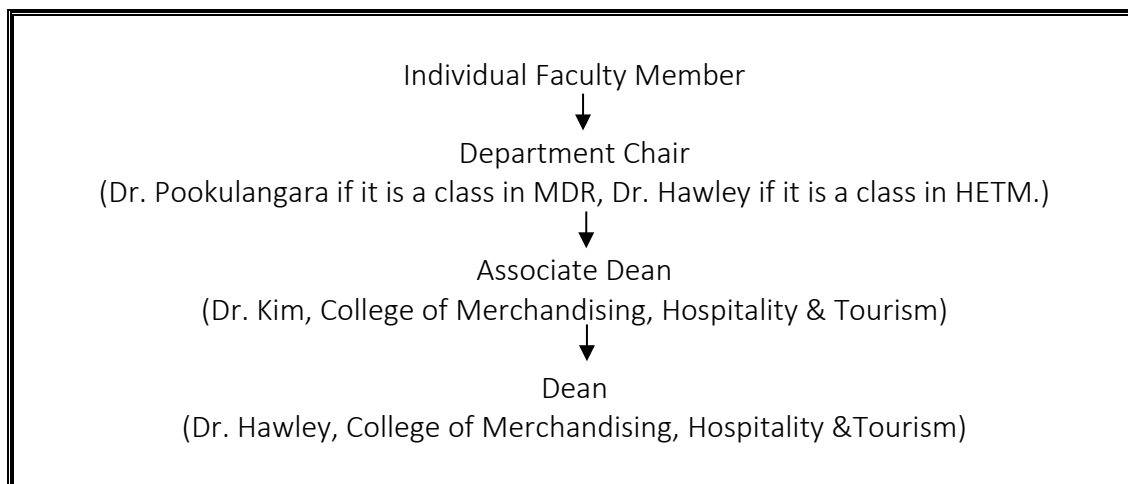 Individual Faculty Member
Department Chair
(Dr. Pookulangara if it is a class in MDR, Dr. Hawley if it is a class in HETM.)
Associate Dean
(Dr. Kim, College of Merchandising, Hospitality & Tourism)
Dean
(Dr. Hawley, College of Merchandising, Hospitality &Tourism)